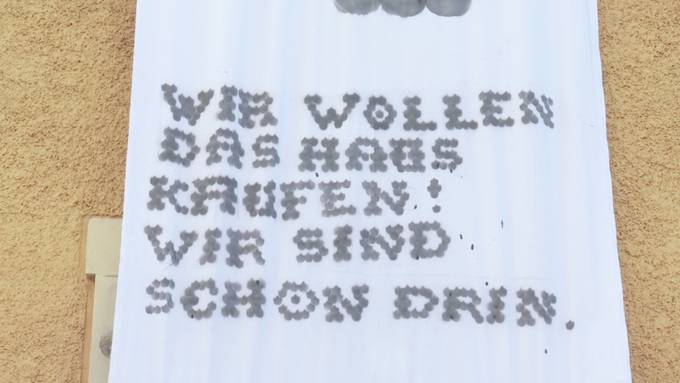 WIR WOLLEN
DAS HAUS
KAUFEN!
WIR SIND
SCHON DRIN.